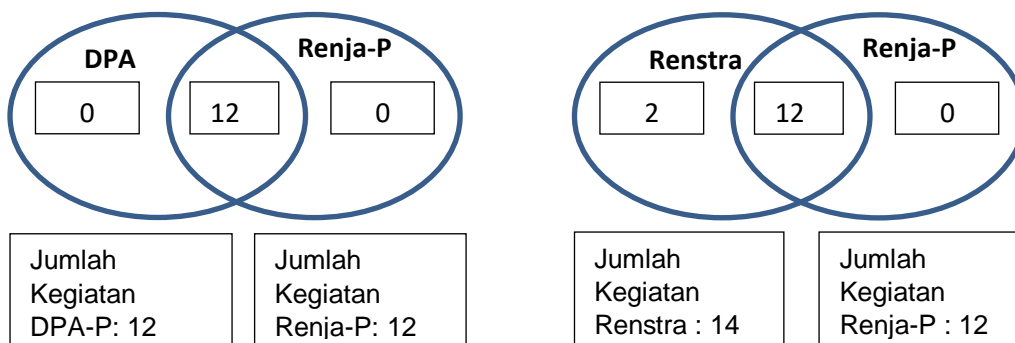 DPA
Renja-P
0
12
0
Jumlah
Kegiatan
DPA-P: 12
Jumlah
Kegiatan
Renja-P: 12
Renstra
Renja-P
2
12
0
Jumlah
Kegiatan
Renstra : 14
Jumlah
Kegiatan
Renja-P : 12